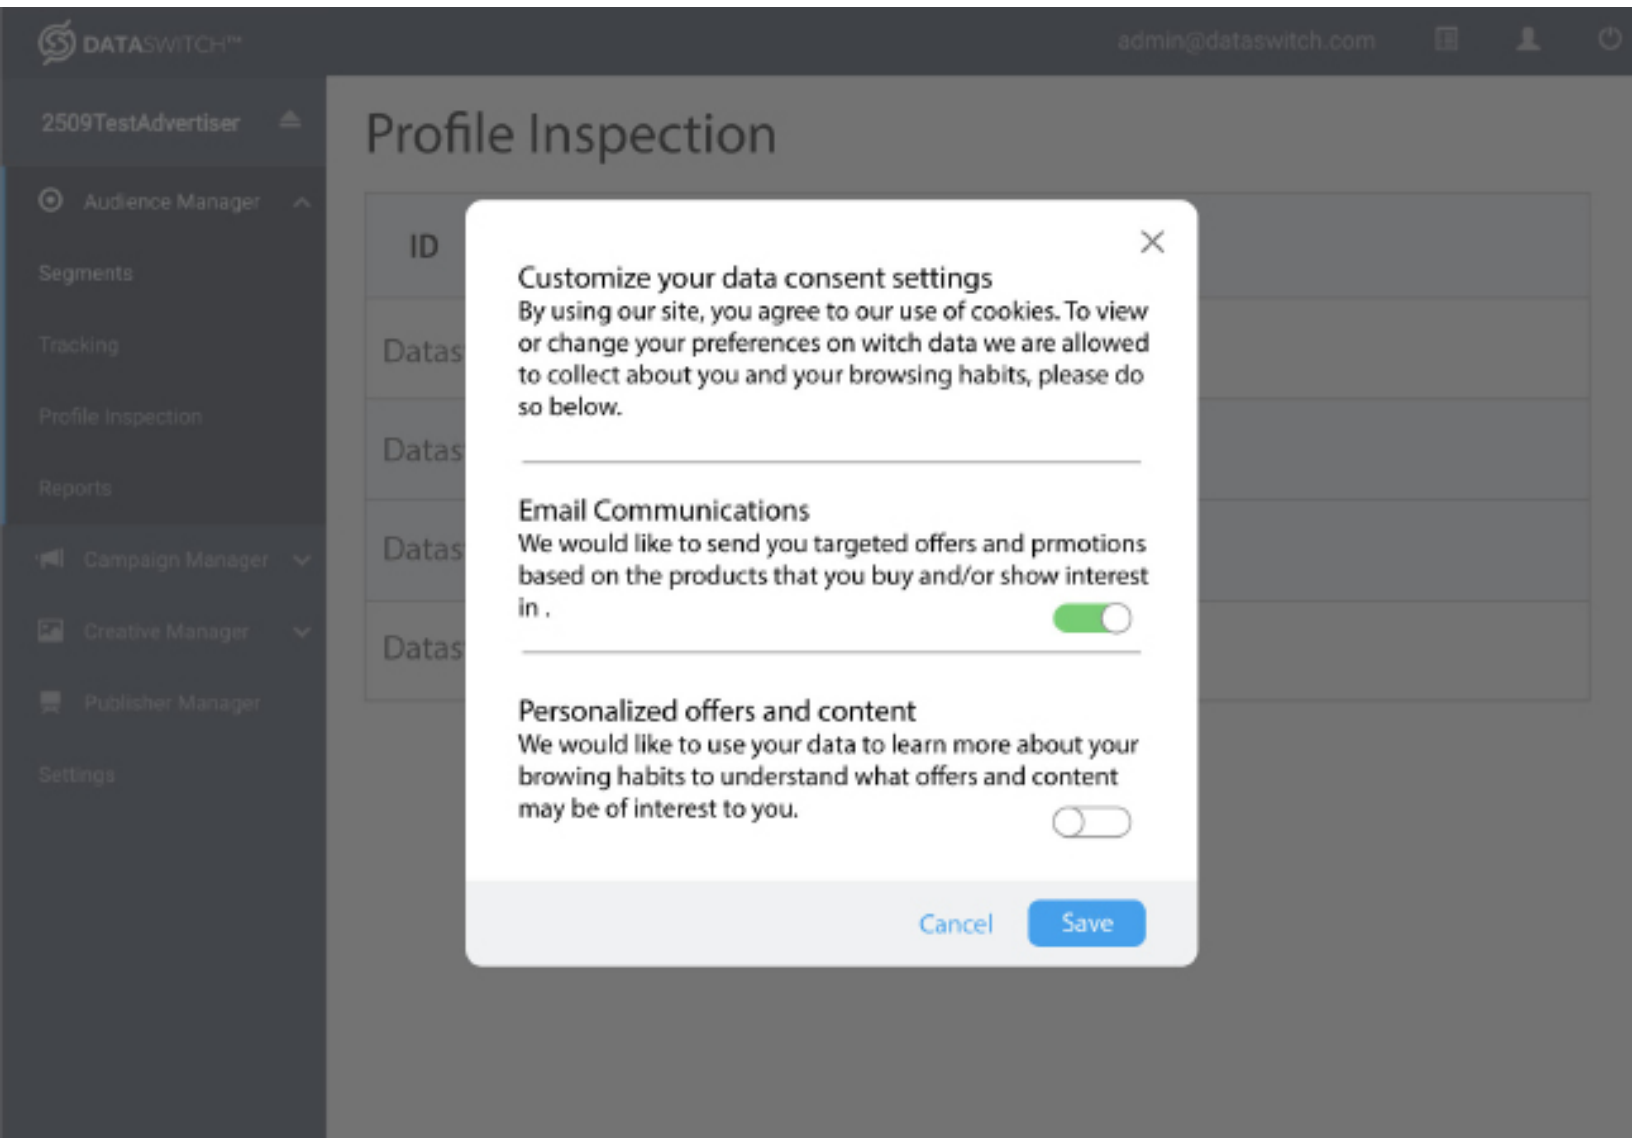 DATASWITCH™
admin@dataswitch.com
2509TestAdvertiser
Audience Manager
Segments
Tracking
Profile Inspection
Reports
Campaign Manager
Creative Manager
Publisher Manager
Settings
Profile Inspection
ID
Datas
Datas
Datas
Datas
Customize your data consent settings
By using our site, you agree to our use of cookies. To view
or change your preferences on witch data we are allowed
to collect about you and your browsing habits, please do
so below.
Email Communications
We would like to send you targeted offers and prmotions
based on the products that you buy and/or show interest
in .
Personalized offers and content
We would like to use your data to learn more about your
browing habits to understand what offers and content
may be of interest to you.
Cancel
Save